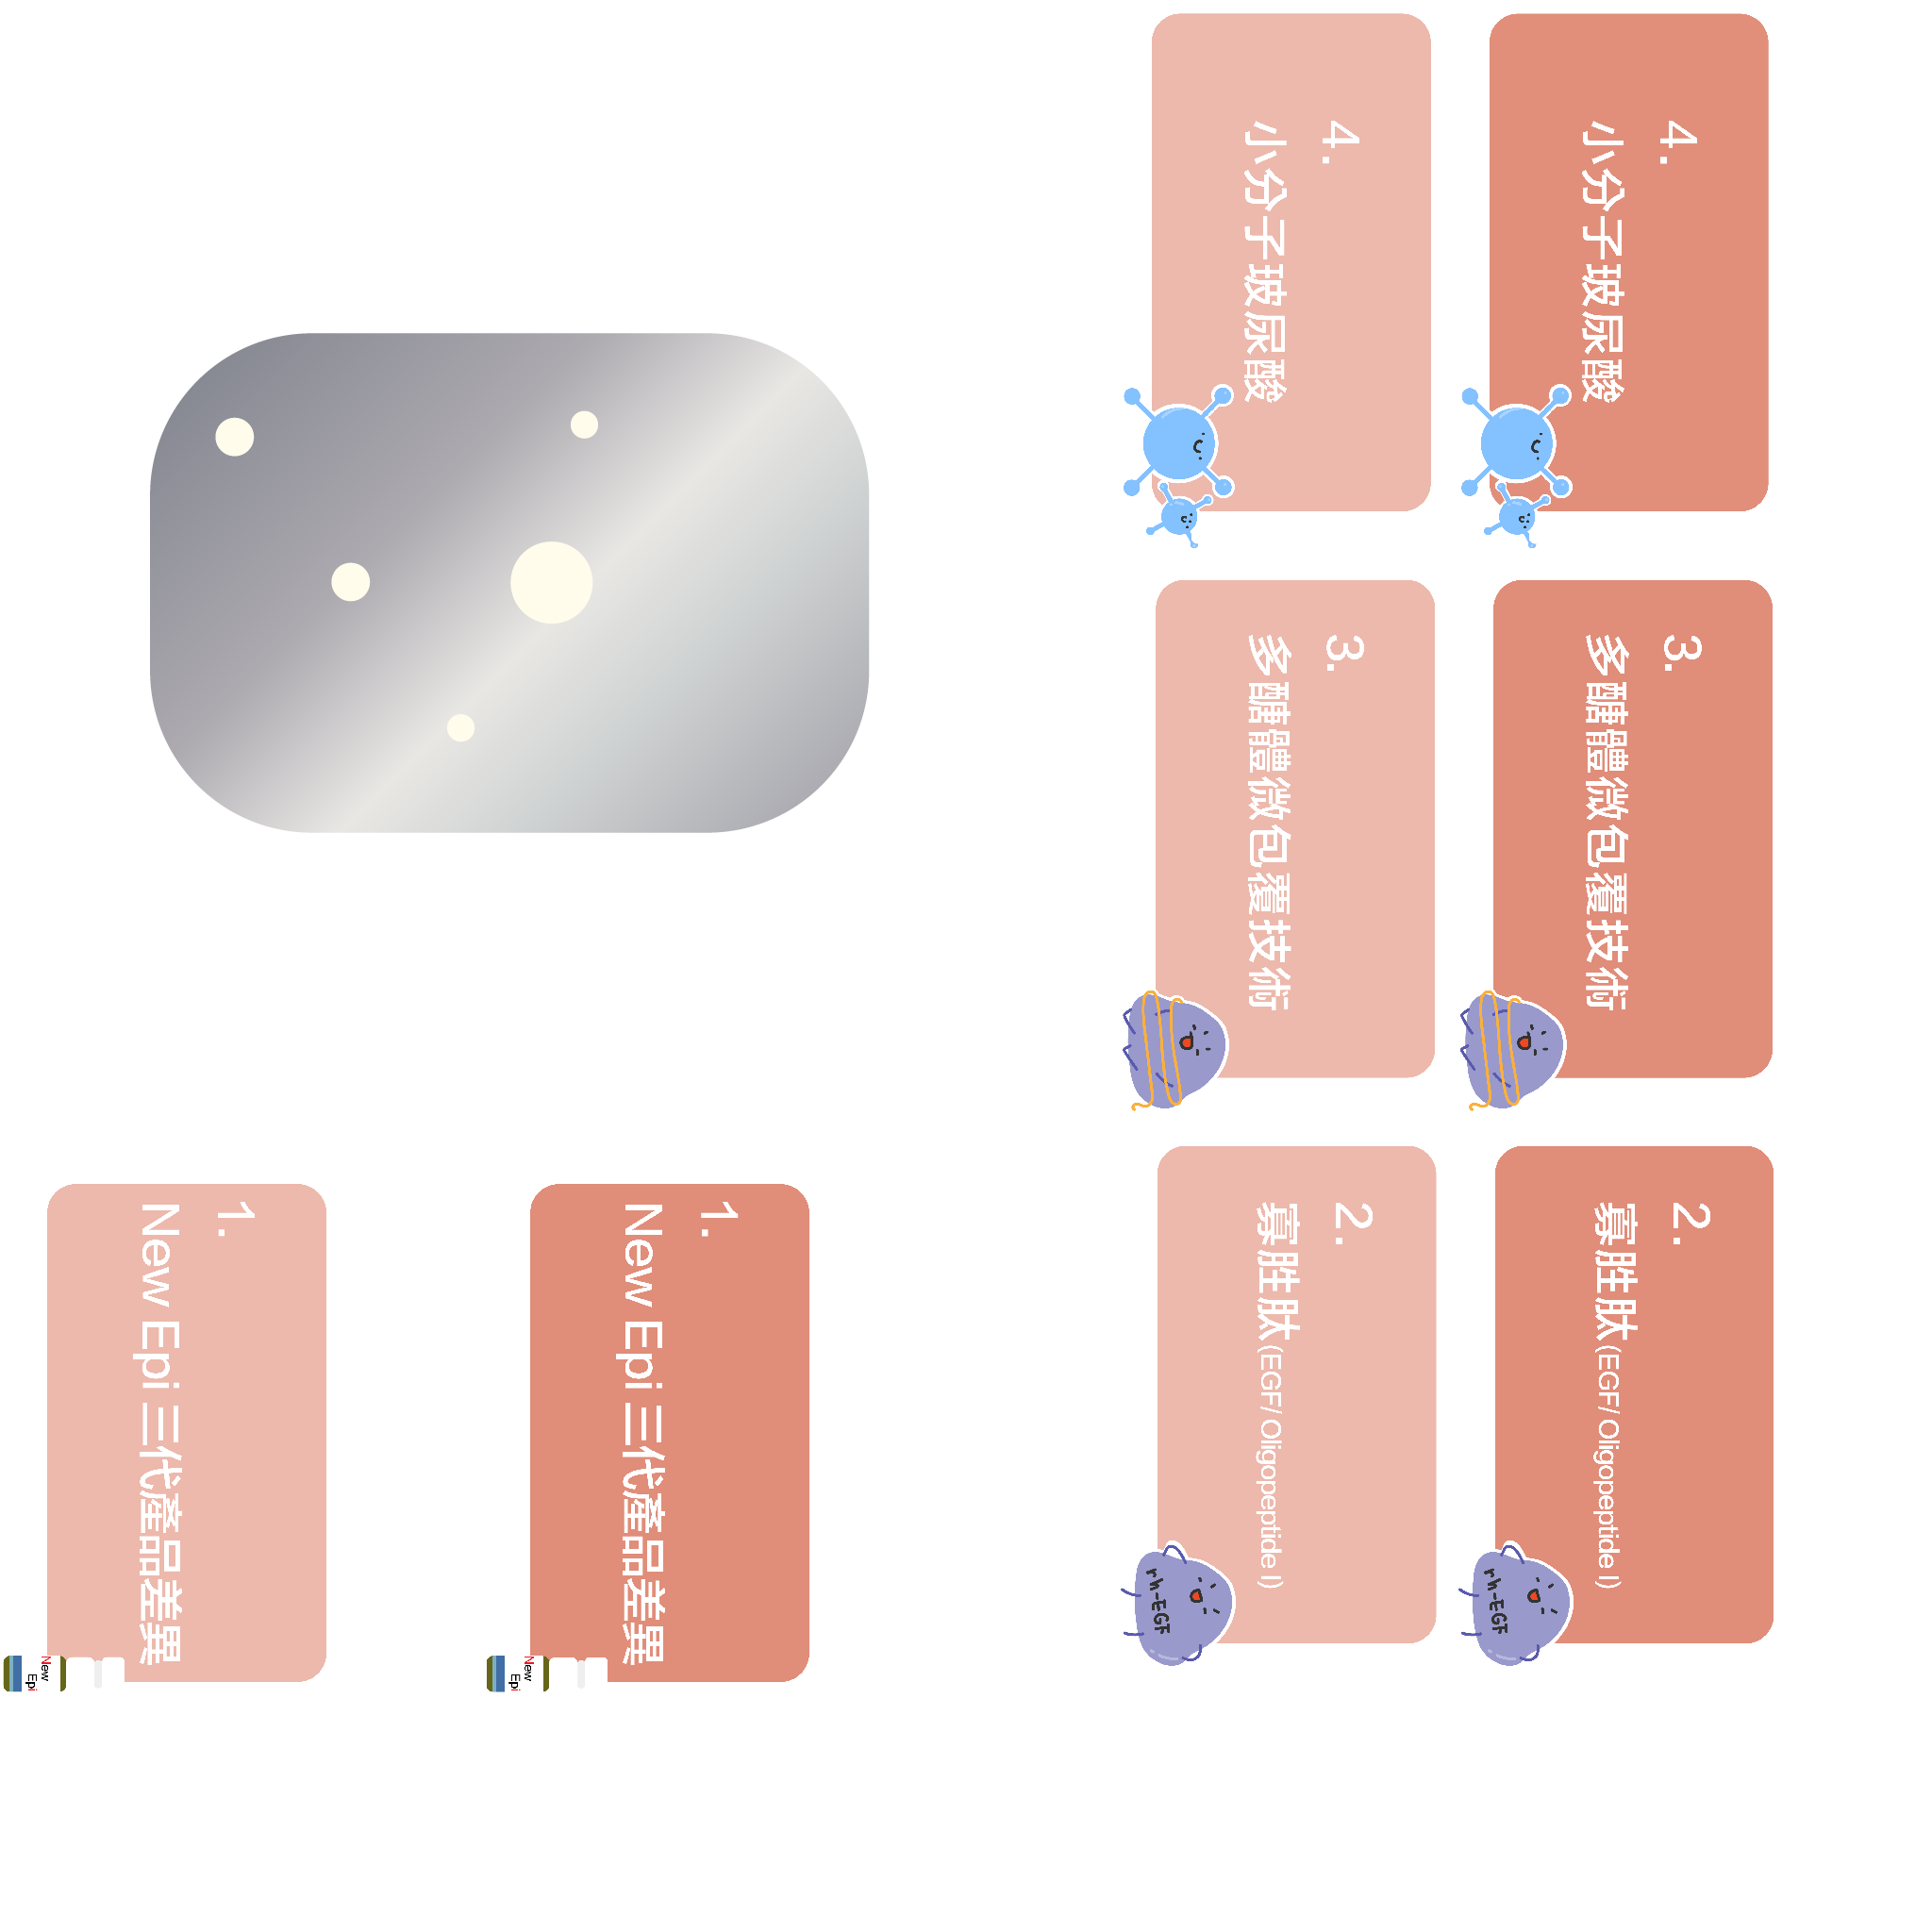 4.
小分子玻尿酸
3.
多醣體微包覆技術
2.
寡胜肽(EGF/ Oligopeptide I)
rh-EGF
4.
小分子玻尿酸
3.
多醣體微包覆技術
2.
寡胜肽(EGF/ Oligopeptide I)
rh-EGF
1.
New Epi 三代產品差異
New
Epi
1.
New Epi 三代產品差異
New
Epi